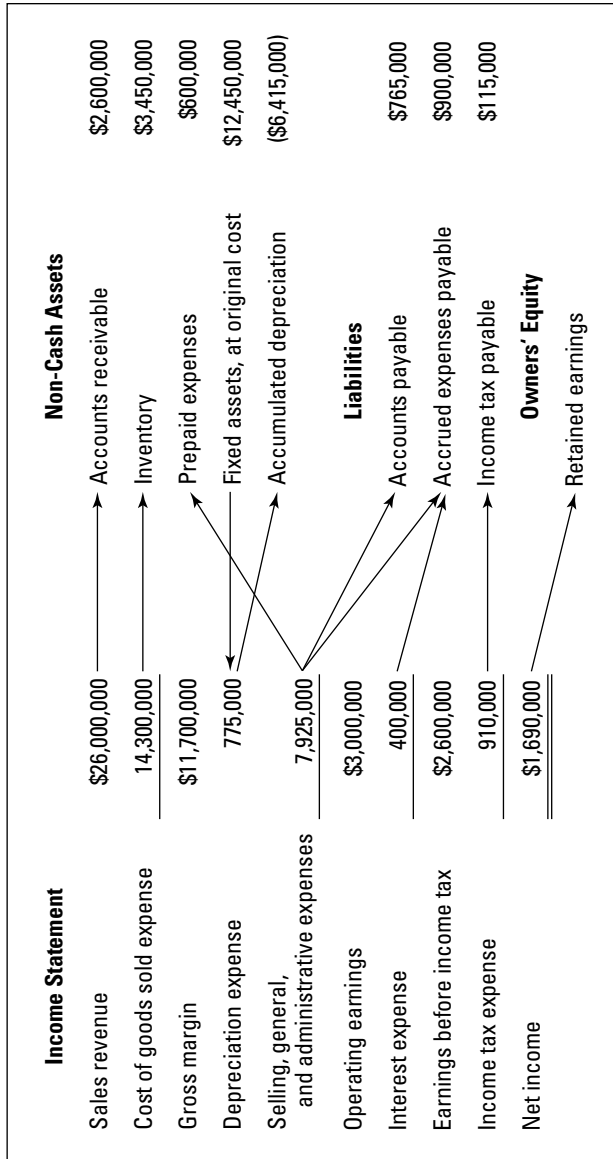 Income Statement
Sales revenue $26,000,000
Cost of goods sold expense 14,300,000
Gross margin $11,700,000
Depreciation expense 775,000
Selling, general,
and administrative expenses 7,925,000
Operating earnings $3,000,000
Interest expense 400,000
Earnings before income tax $2,600,000
Income tax expense 910,000
Net income $1,690,000
Non-Cash Assets
Accounts receivable $2,600,000
Inventory $3,450,000
Prepaid expenses $600,000
Fixed assets, at original cost $12,450,000
Accumulated depreciation ($6,415,000)
Liabilities
Accounts payable $765,000
Accrued expenses payable $900,000
Income tax payable $115,000
Owners' Equity
Retained earnings